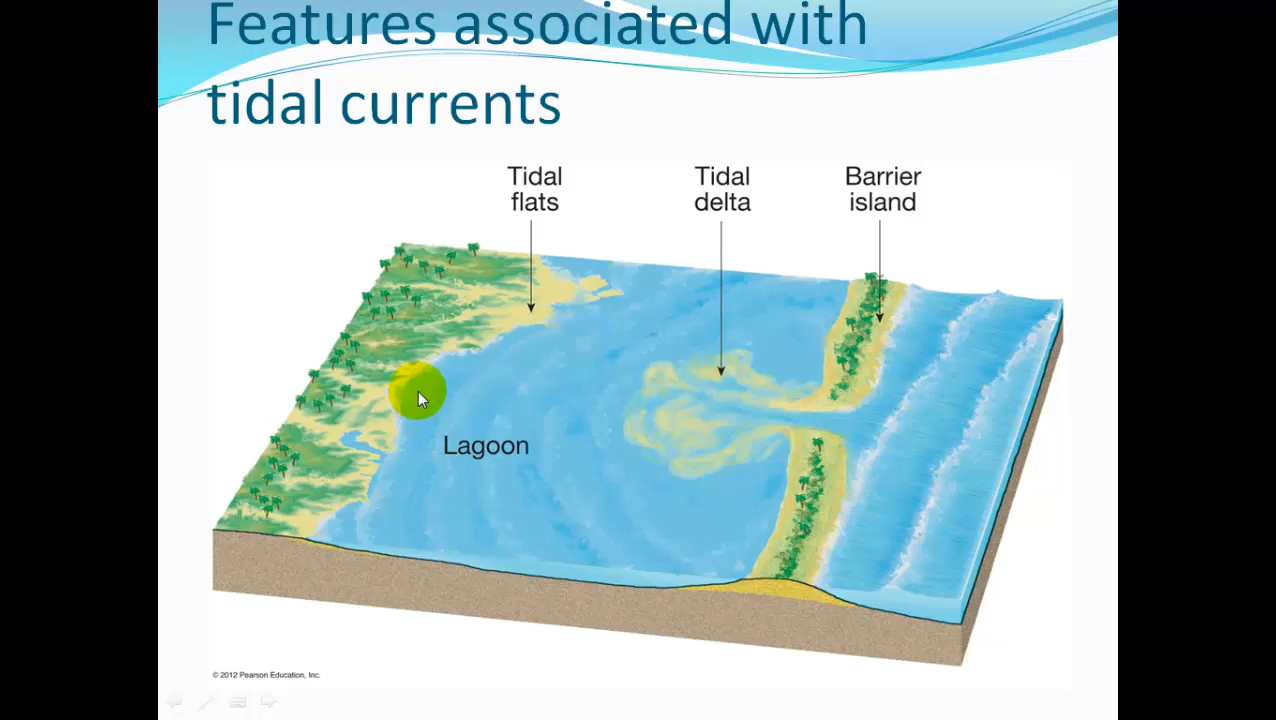 Features associated with
tidal currents
Tidal
flats
Tidal
delta
Barrier
island
Lagoon
© 2012 Pearson Education, Inc.